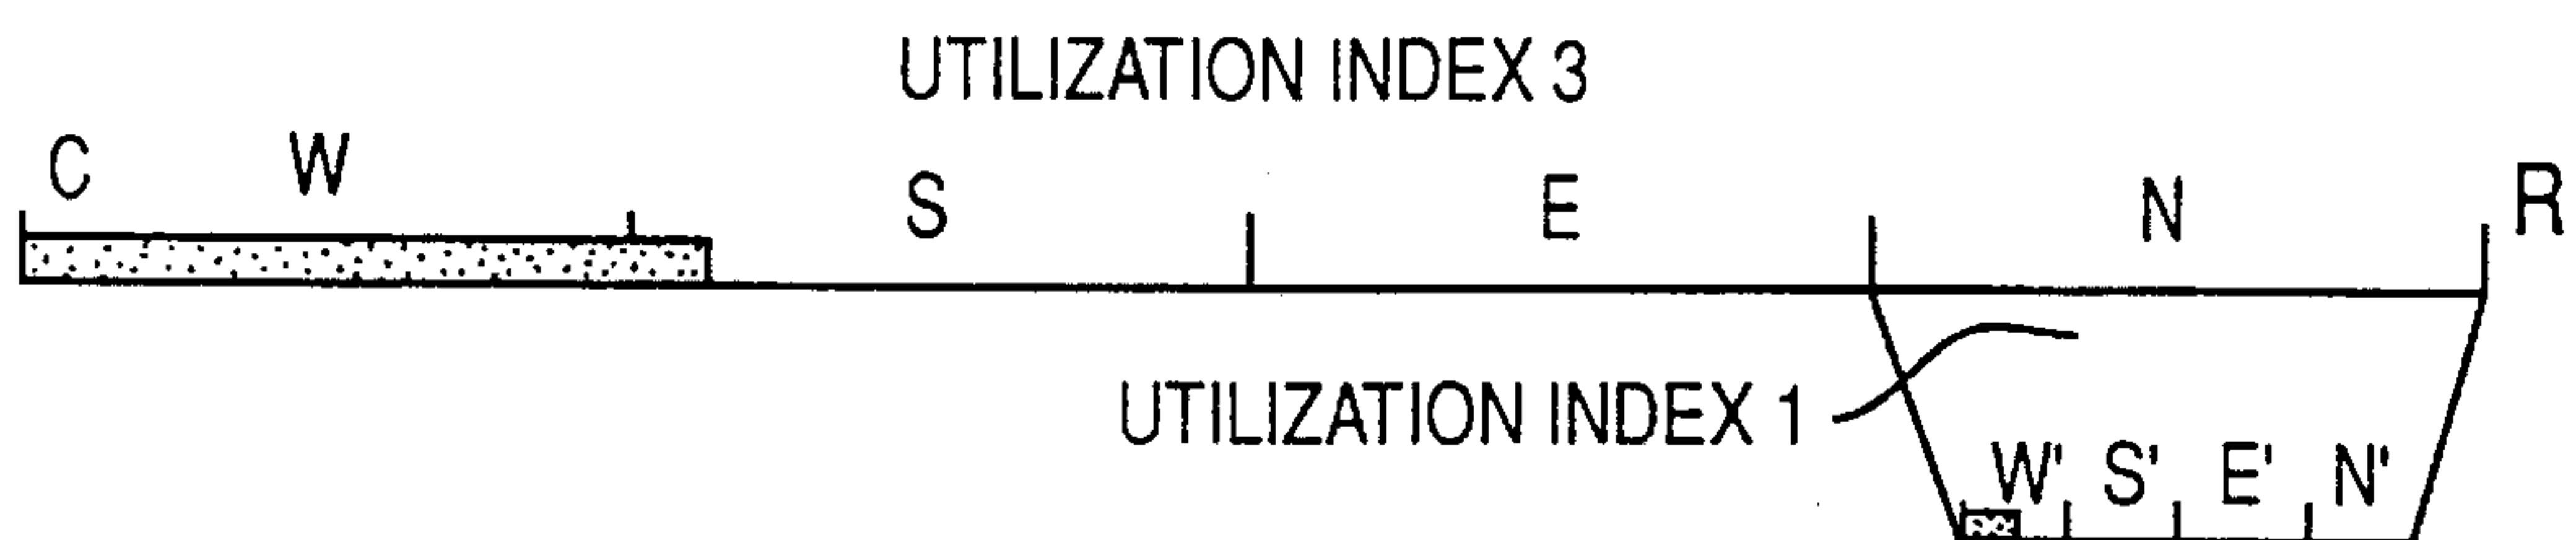 UTILIZATION INDEX 3
C W S E N R
UTILIZATION INDEX 1
W' S' E' N'